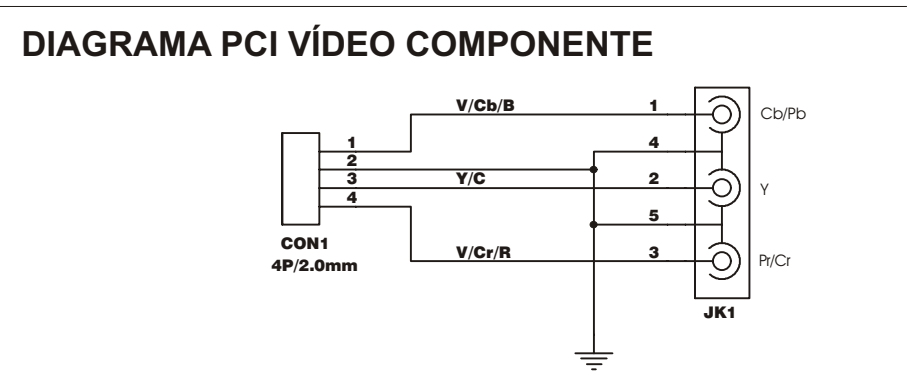 DIAGRAMA PCI VÍDEO COMPONENTE
V/Cb/B
1
Cb/Pb
1
4
2
3
Y/C
2
Y
4
5
CON1
4P/2.0mm
V/Cr/R
3
Pr/Cr
JK1